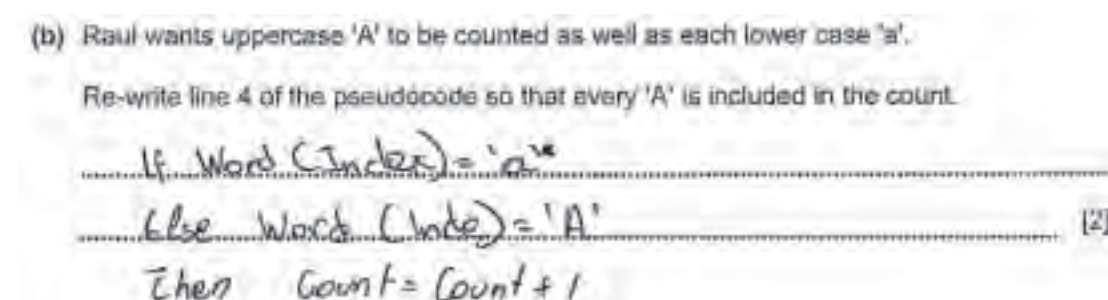 (b) Raul wants uppercase 'A' to be counted as well as each lower case 'a'.
Re-write line 4 of the pseudocode so that every 'A' is included in the count.
If Word (Index) = 'a'
Else Word (Inde) = 'A' [2]
Then Count = Count + 1